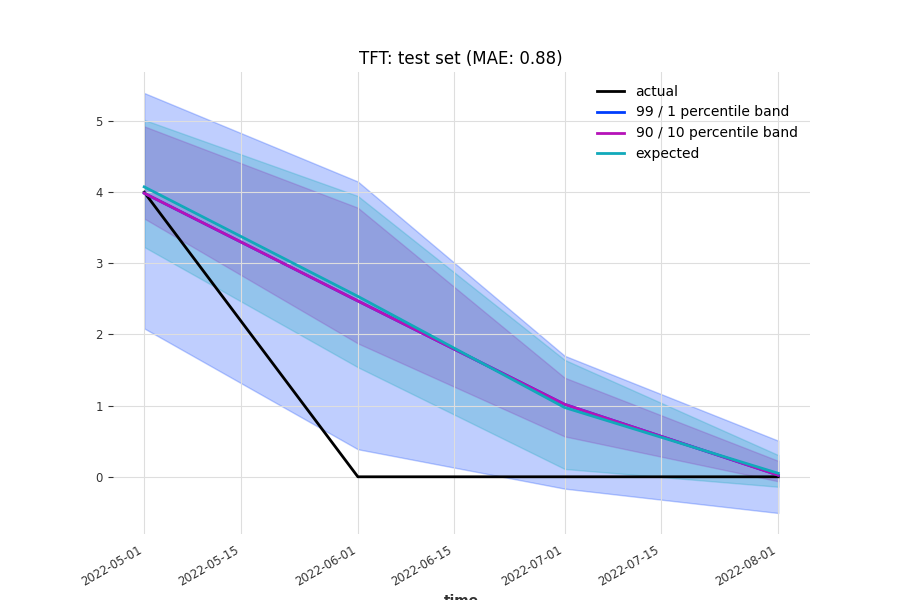 TFT: test set (MAE: 0.88)
actual
99 / 1 percentile band
90 / 10 percentile band
expected
5
4
3
2
1
0
2022-05-01
2022-05-15
2022-06-01
2022-06-15
2022-07-01
2022-07-15
2022-08-01
time